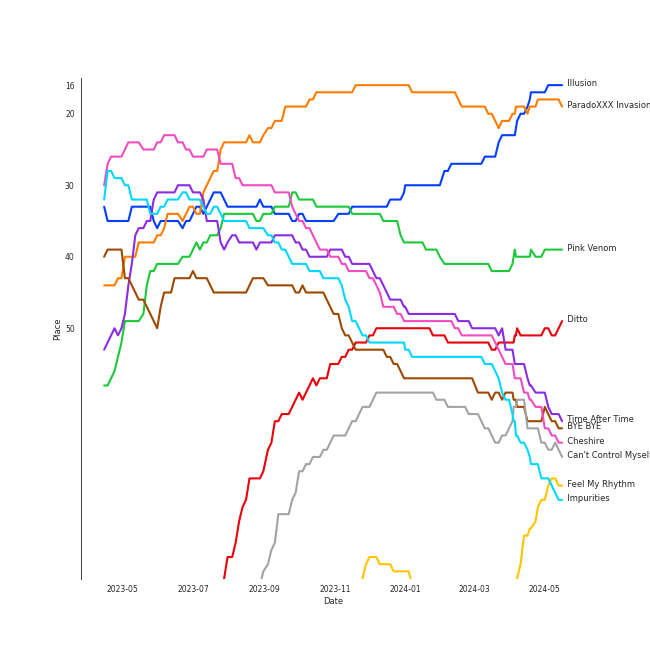 16
20
30
40
50
Place
2023-05
2023-07
2023-09
2023-11
2024-01
2024-03
2024-05
Date
Illusion
ParadoXXX Invasion
Pink Venom
Ditto
Time After Time
BYE BYE
Cheshire
Can't Control Mysel
Feel My Rhythm
Impurities